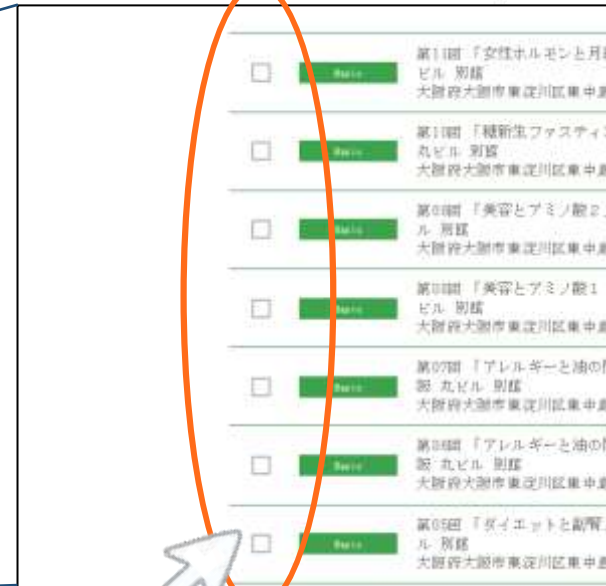 Basic
第11回 「女性ホルモンと月
ビル 別館
大阪府大阪市東淀川区東中島
Basic
第10回 「糖新生ファスティ
丸ビル 別館
大阪府大阪市東淀川区東中島
Basic
第09回 「美容とアミノ酸2
ル 別館
大阪府大阪市東淀川区東中島
Basic
第08回 「美容とアミノ酸1
ビル 別館
大阪府大阪市東淀川区東中島
Basic
第07回 「アレルギーと油の
阪 丸ビル 別館
大阪府大阪市東淀川区東中島
Basic
第06回 「アレルギーと油の
阪 丸ビル 別館
大阪府大阪市東淀川区東中島
Basic
第05回 「ダイエットと副腎
ル 別館
大阪府大阪市東淀川区東中島